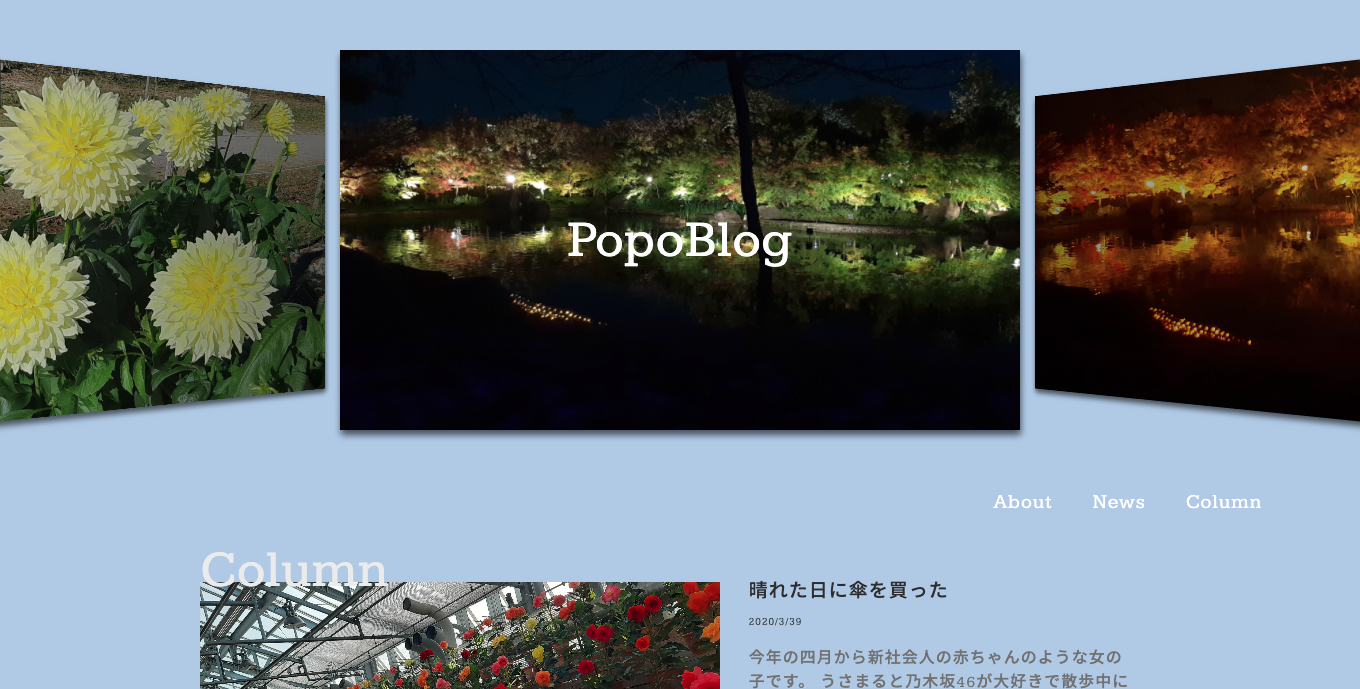 PopoBlog
About News Column
Column
晴れた日に傘を買った
2020/3/39
今年の四月から新社会人の赤ちゃんのような女の
子です。 うさまると乃木坂46が大好きで散歩中に